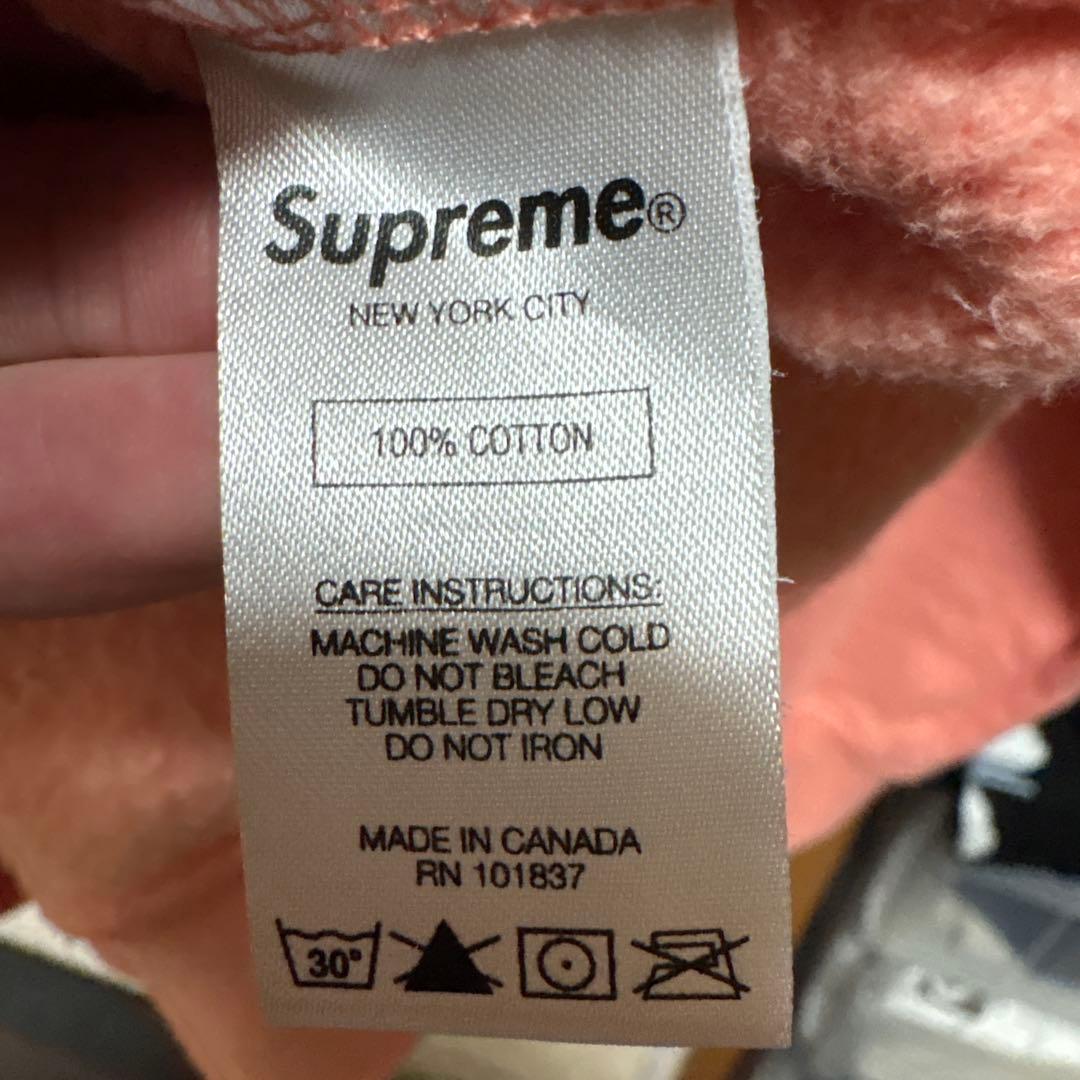 Supreme®
NEW YORK CITY
100% COTTON
CARE INSTRUCTIONS:
MACHINE WASH COLD
DO NOT BLEACH
TUMBLE DRY LOW
DO NOT IRON
MADE IN CANADA
RN 101837
30°